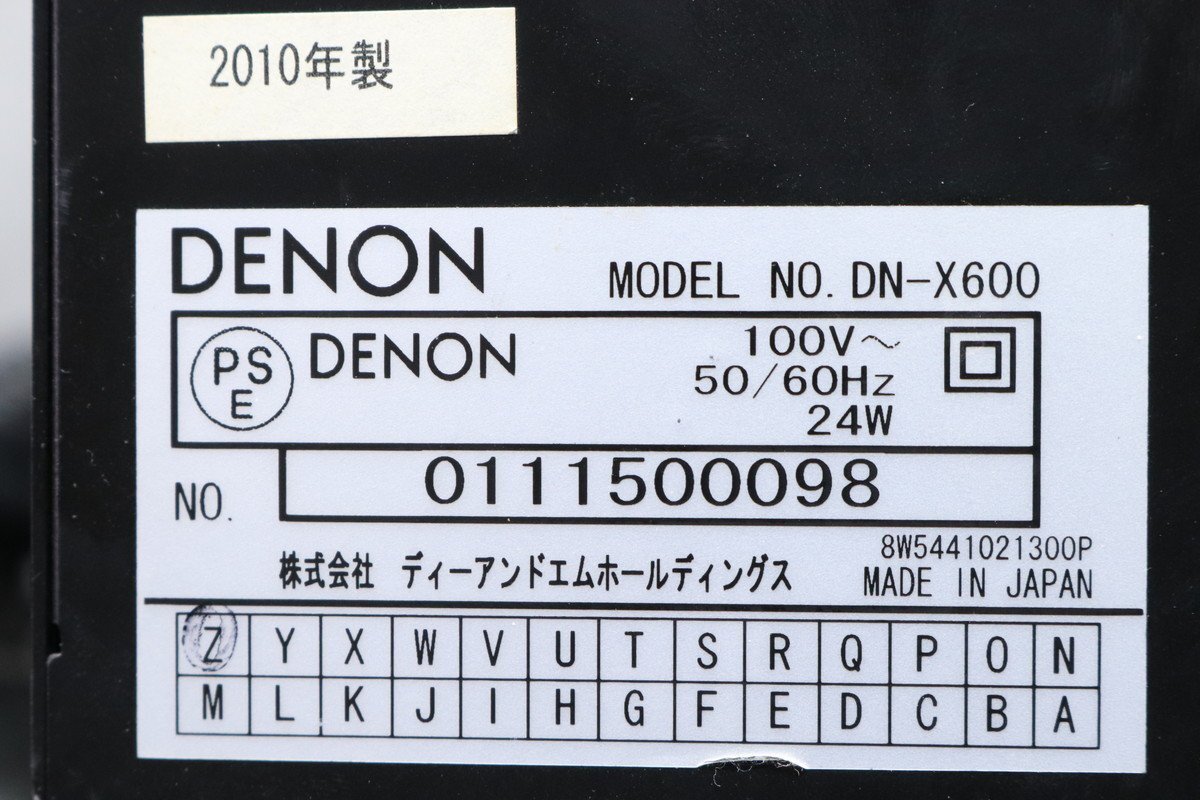 2010年製
DENON MODEL NO. DN-X600
PSE DENON 100V～
50/60Hz
24W
NO. 0111500098
8W5441021300P
株式会社 ディーアンドエムホールディングス MADE IN JAPAN
Z Y X W V U T S R Q P O N
M L K J I H G F E D C B A